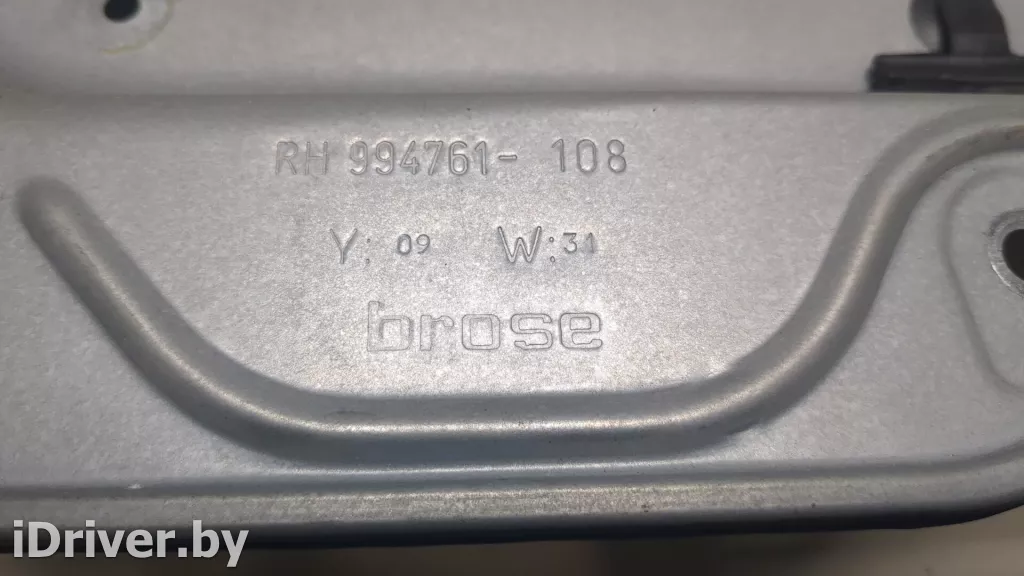 RH 994761- 108
Y: 09 W:31
brose
iDriver.by